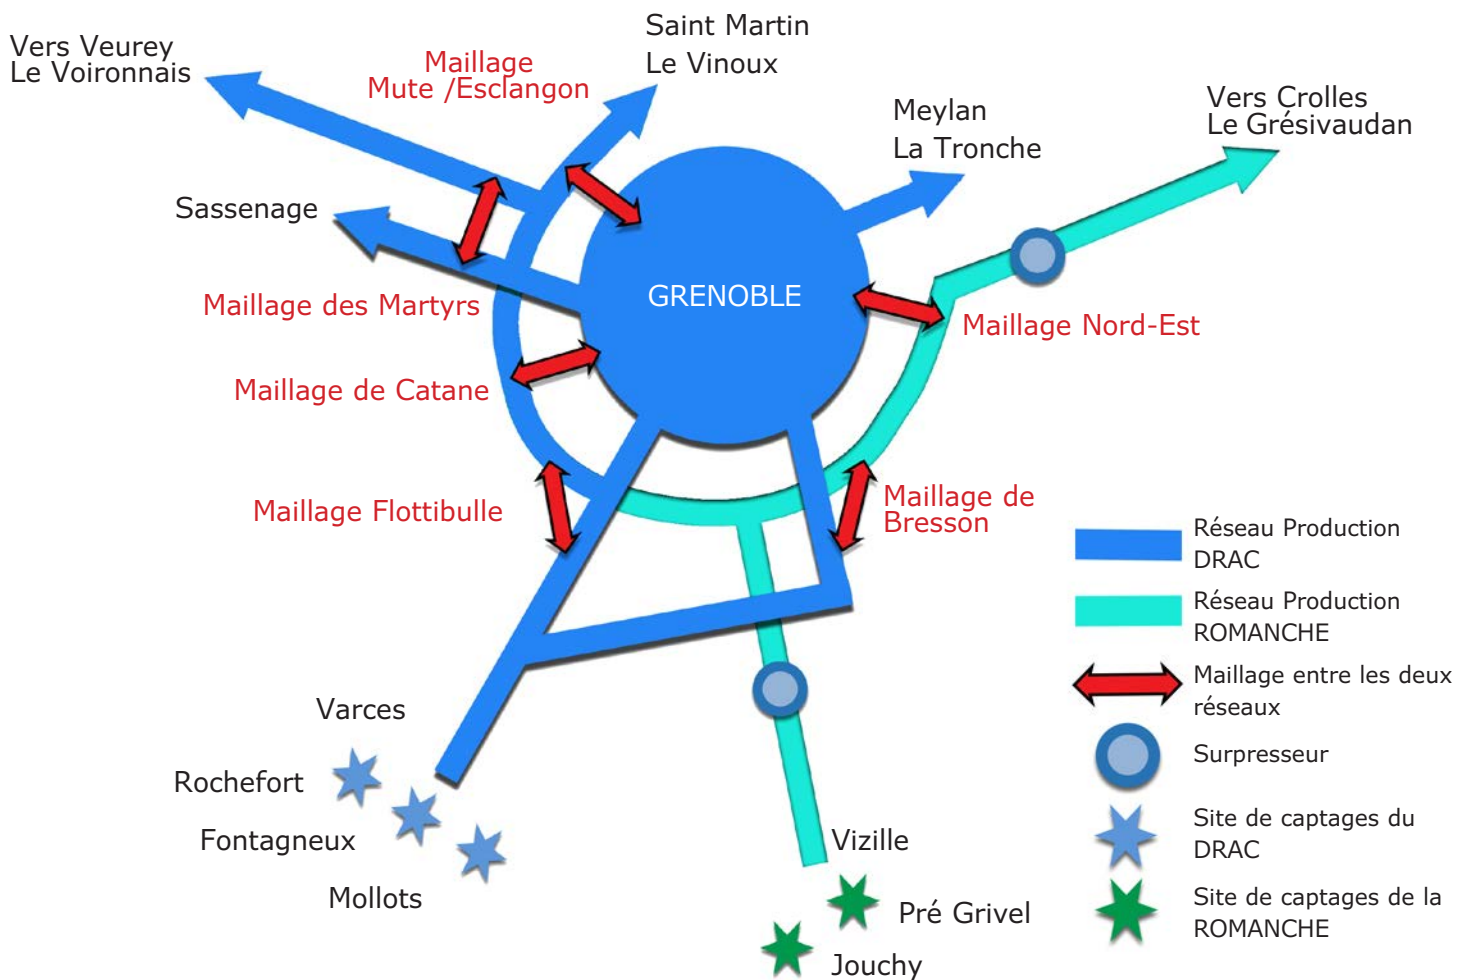 Saint Martin
Le Vinoux
Vers Veurey
Le Voironnais
Maillage
Mute /Esclangon
Meylan
La Tronche
Vers Crolles
Le Grésivaudan
Sassenage
GRENOBLE
Maillage des Martyrs
Maillage Nord-Est
Maillage de Catane
Maillage Flottibulle
Maillage de
Bresson
Réseau Production
DRAC
Réseau Production
ROMANCHE
Maillage entre les deux
réseaux
Surpresseur
Site de captages du
DRAC
Site de captages de la
ROMANCHE
Varces
Rochefort
Fontagneux
Mollots
Vizille
Pré Grivel
Jouchy